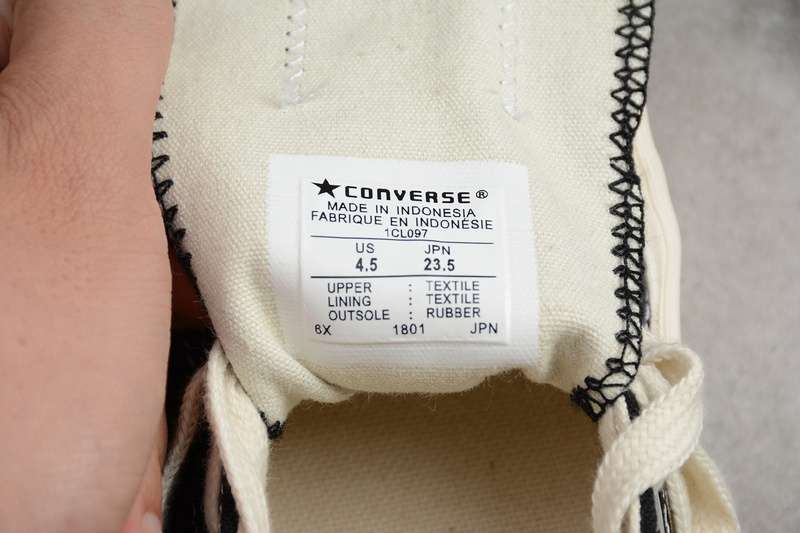 ★CONVERSE®
MADE IN INDONESIA
FABRIQUE EN INDONÉSIE
1CL097
US JPN
4.5 23.5
UPPER : TEXTILE
LINING : TEXTILE
OUTSOLE : RUBBER
6X 1801 JPN